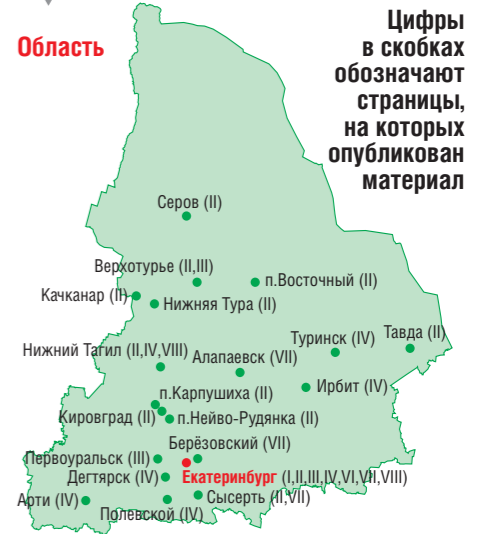 Область
Цифры
в скобках
обозначают
страницы,
на которых
опубликован
материал
Серов (II)
Верхотурье (II,III)
п.Восточный (II)
Качканар (II)
Нижняя Тура (II)
Туринск (IV)
Тавда (II)
Нижний Тагил (II,IV,VIII)
Алапаевск (VII)
Ирбит (IV)
п.Карпушиха (II)
Кировград (II)
п.Нейво-Рудянка (II)
Берёзовский (VII)
Первоуральск (III)
Екатеринбург (I,II,III,IV,VI,VII,VIII)
Дегтярск (IV)
Сысерть (II,VII)
Арти (IV)
Полевской (IV)